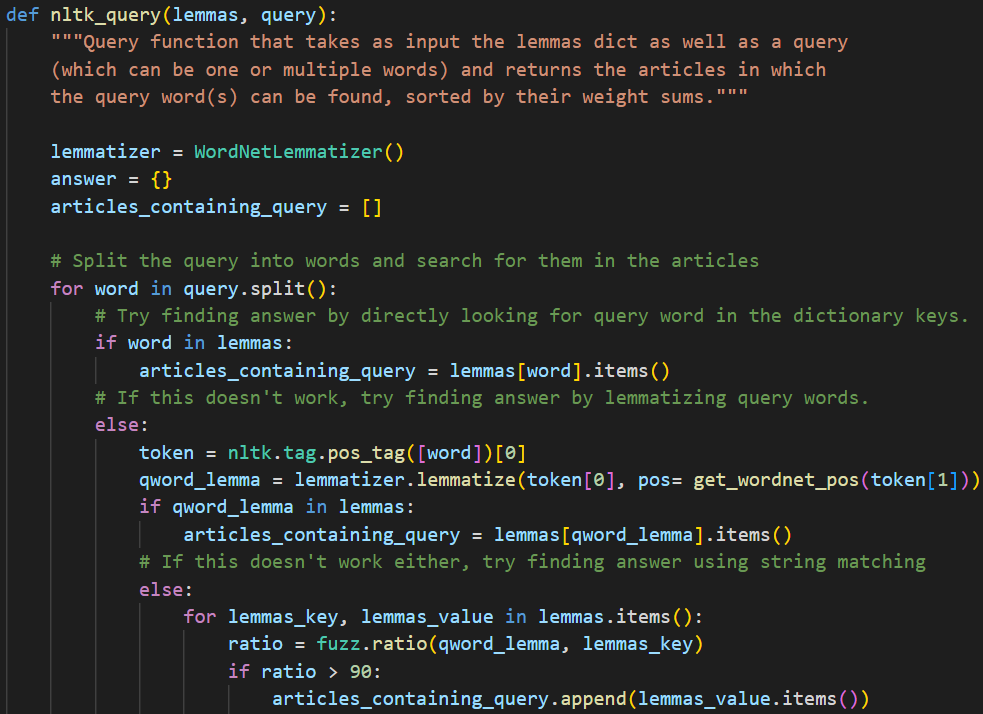 def nltk_query(lemmas, query):
    """Query function that takes as input the lemmas dict as well as a query
    (which can be one or multiple words) and returns the articles in which
    the query word(s) can be found, sorted by their weight sums."""

    lemmatizer = WordNetLemmatizer()
    answer = {}
    articles_containing_query = []

    # Split the query into words and search for them in the articles
    for word in query.split():
        # Try finding answer by directly looking for query word in the dictionary keys.
        if word in lemmas:
            articles_containing_query = lemmas[word].items()
        # If this doesn't work, try finding answer by lemmatizing query words.
        else:
            token = nltk.tag.pos_tag([word])[0]
            qword_lemma = lemmatizer.lemmatize(token[0], pos= get_wordnet_pos(token[1]))
            if qword_lemma in lemmas:
                articles_containing_query = lemmas[qword_lemma].items()
            # If this doesn't work either, try finding answer using string matching
            else:
                for lemmas_key, lemmas_value in lemmas.items():
                    ratio = fuzz.ratio(qword_lemma, lemmas_key)
                    if ratio > 90:
                        articles_containing_query.append(lemmas_value.items())